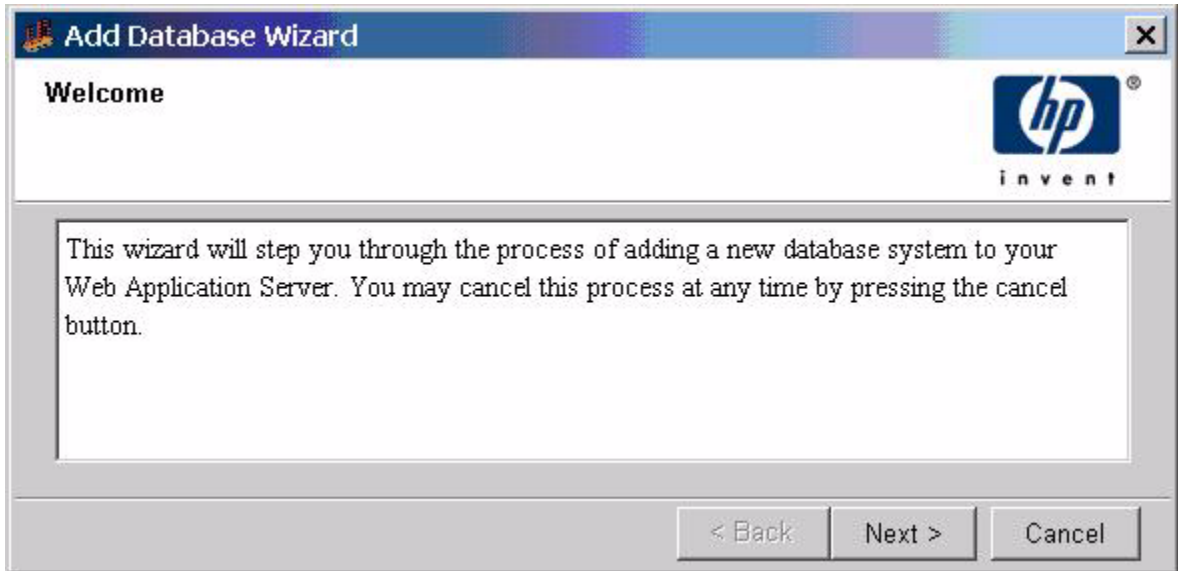 Add Database Wizard
Welcome
hp
®
invent
This wizard will step you through the process of adding a new database system to your
Web Application Server. You may cancel this process at any time by pressing the cancel
button.
< Back
Next >
Cancel